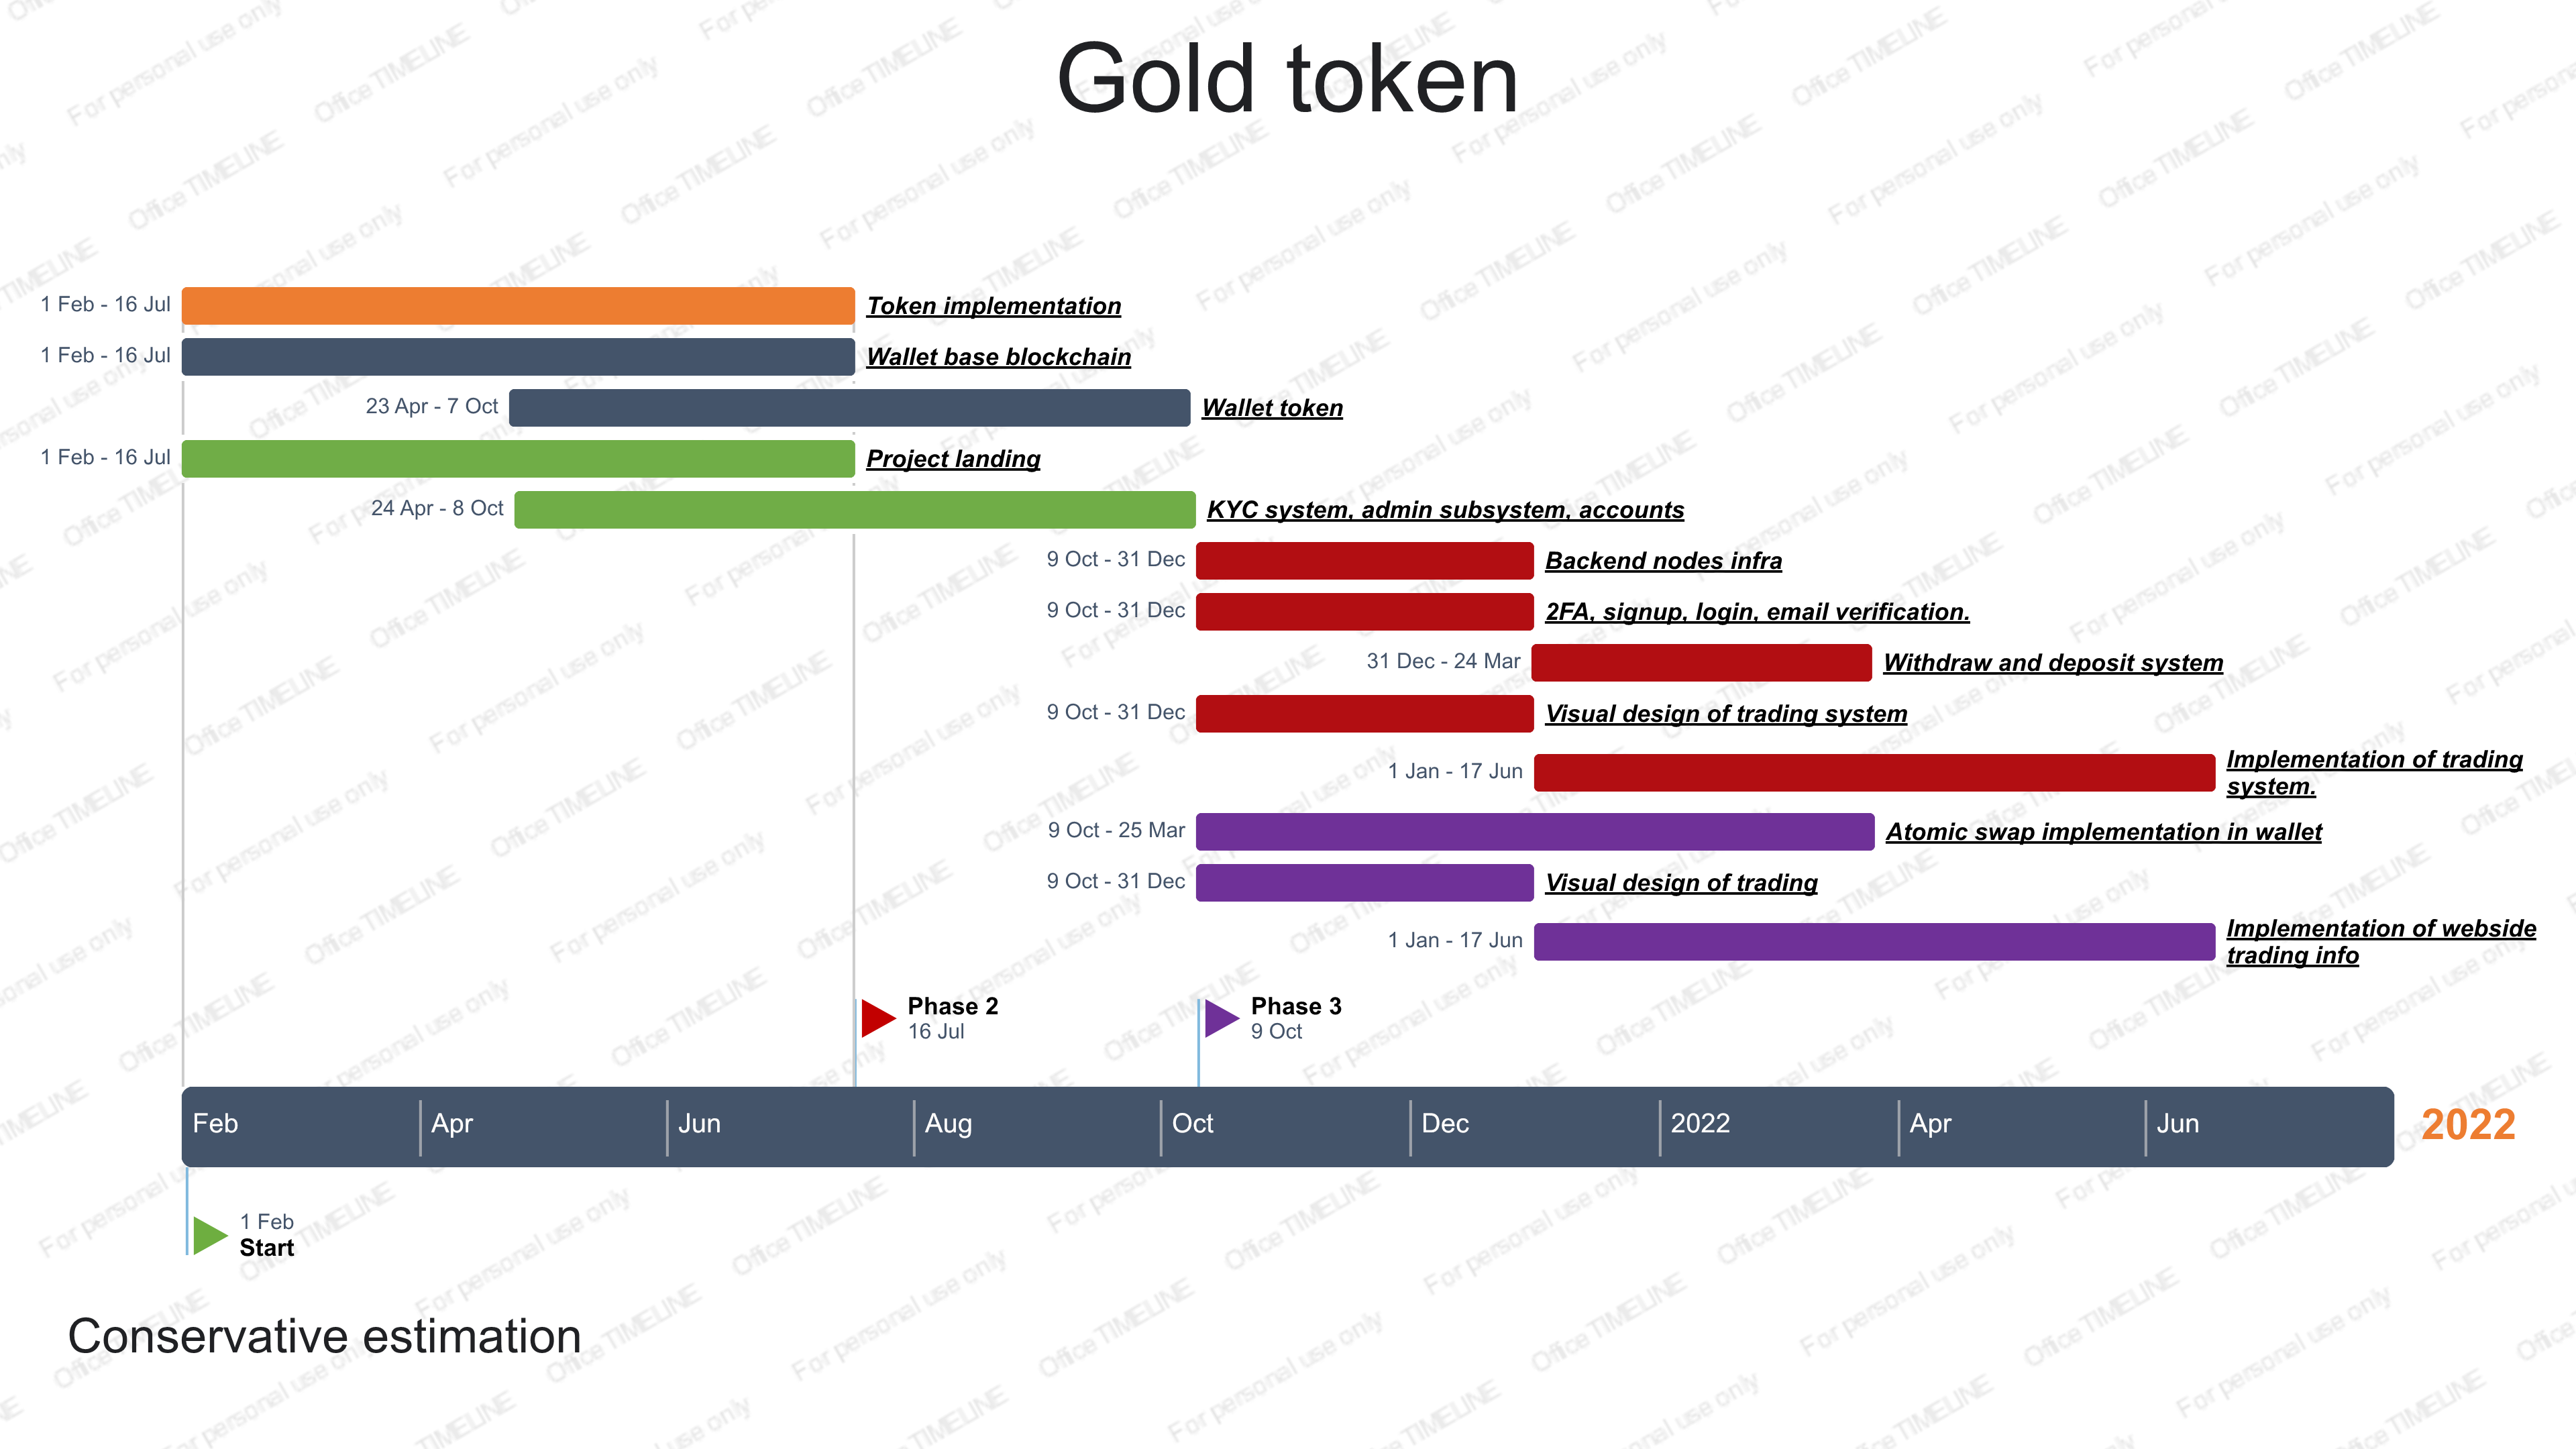 Gold token
1 Feb - 16 Jul Token implementation
1 Feb - 16 Jul Wallet base blockchain
23 Apr - 7 Oct Wallet token
1 Feb - 16 Jul Project landing
24 Apr - 8 Oct KYC system, admin subsystem, accounts
9 Oct - 31 Dec Backend nodes infra
9 Oct - 31 Dec 2FA, signup, login, email verification.
31 Dec - 24 Mar Withdraw and deposit system
9 Oct - 31 Dec Visual design of trading system
1 Jan - 17 Jun Implementation of trading
system.
9 Oct - 25 Mar Atomic swap implementation in wallet
9 Oct - 31 Dec Visual design of trading
1 Jan - 17 Jun Implementation of webside
trading info
Phase 2
16 Jul
Phase 3
9 Oct
Feb Apr Jun Aug Oct Dec 2022 Apr Jun 2022
1 Feb
Start
Conservative estimation
Office TIMELINE For personal use only